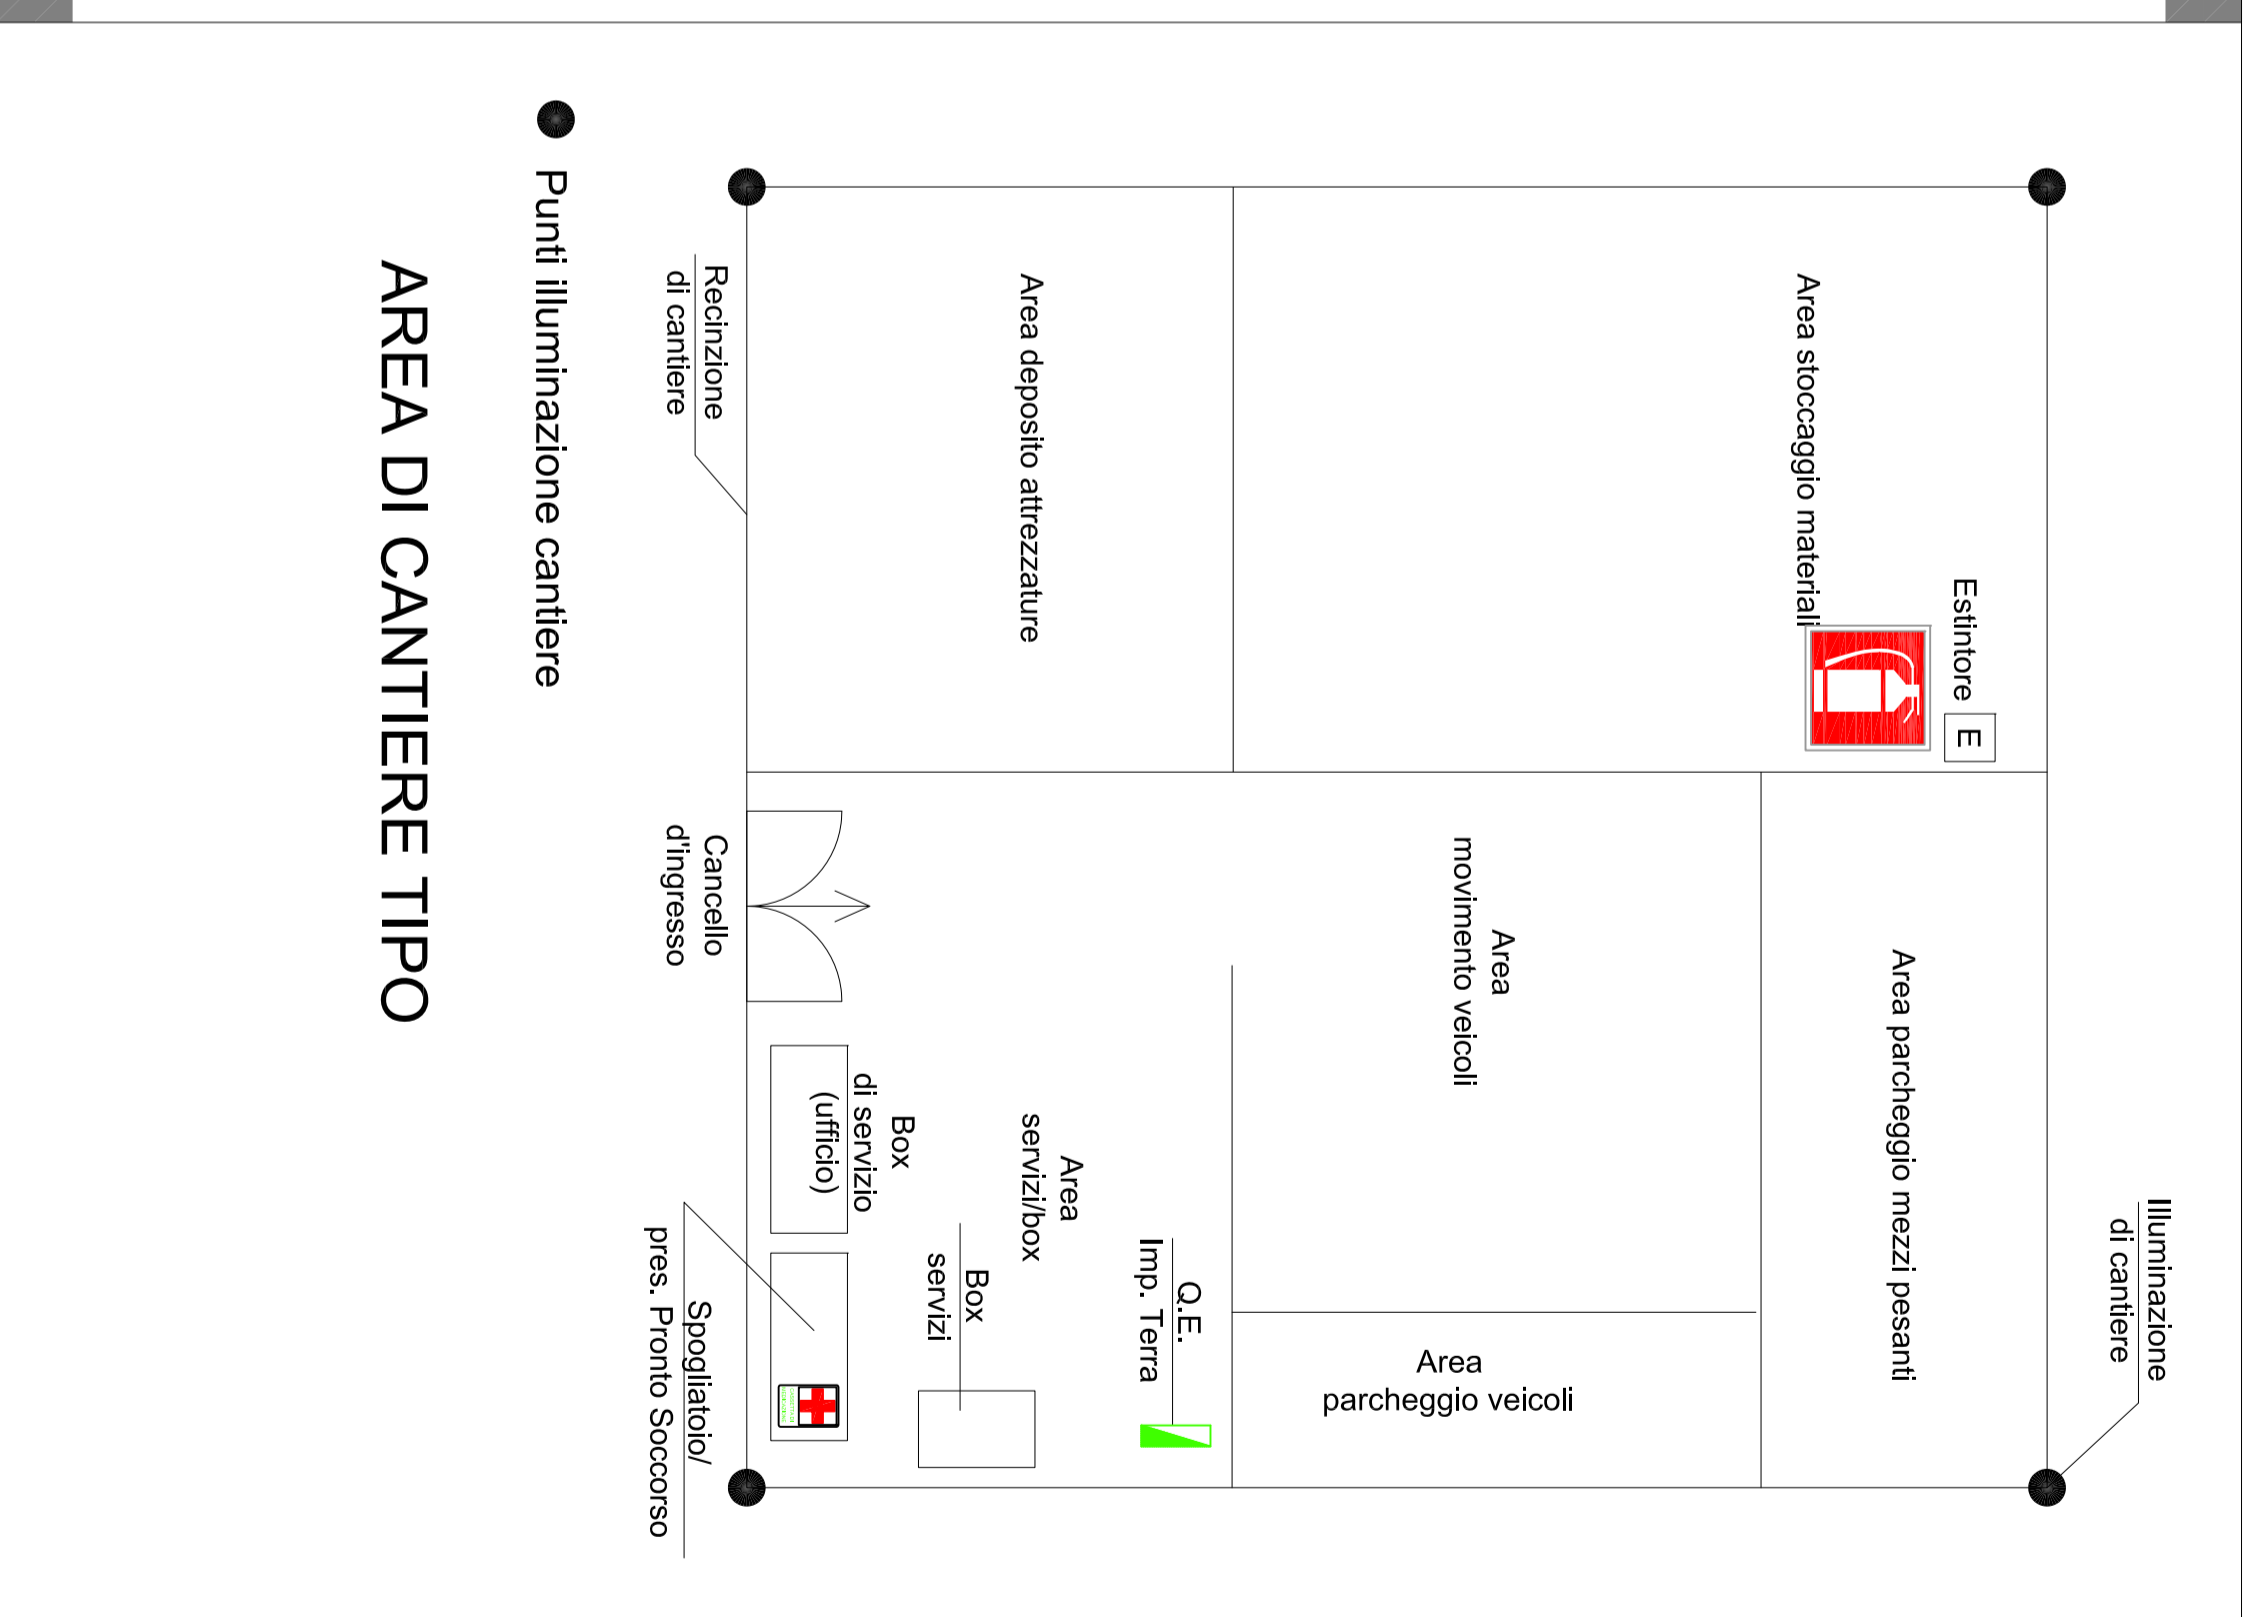 Illuminazione
di cantiere
Estintore
E
Area stoccaggio materiali
Area parcheggio mezzi pesanti
Area
movimento veicoli
Area
parcheggio veicoli
Q.E.
Imp. Terra
Area deposito attrezzature
Area
servizi/box
Box
servizi
Box
di servizio
(ufficio)
Recinzione
di cantiere
Cancello
d'ingresso
Spogliatoio/
pres. Pronto Soccorso
Punti illuminazione cantiere
AREA DI CANTIERE TIPO